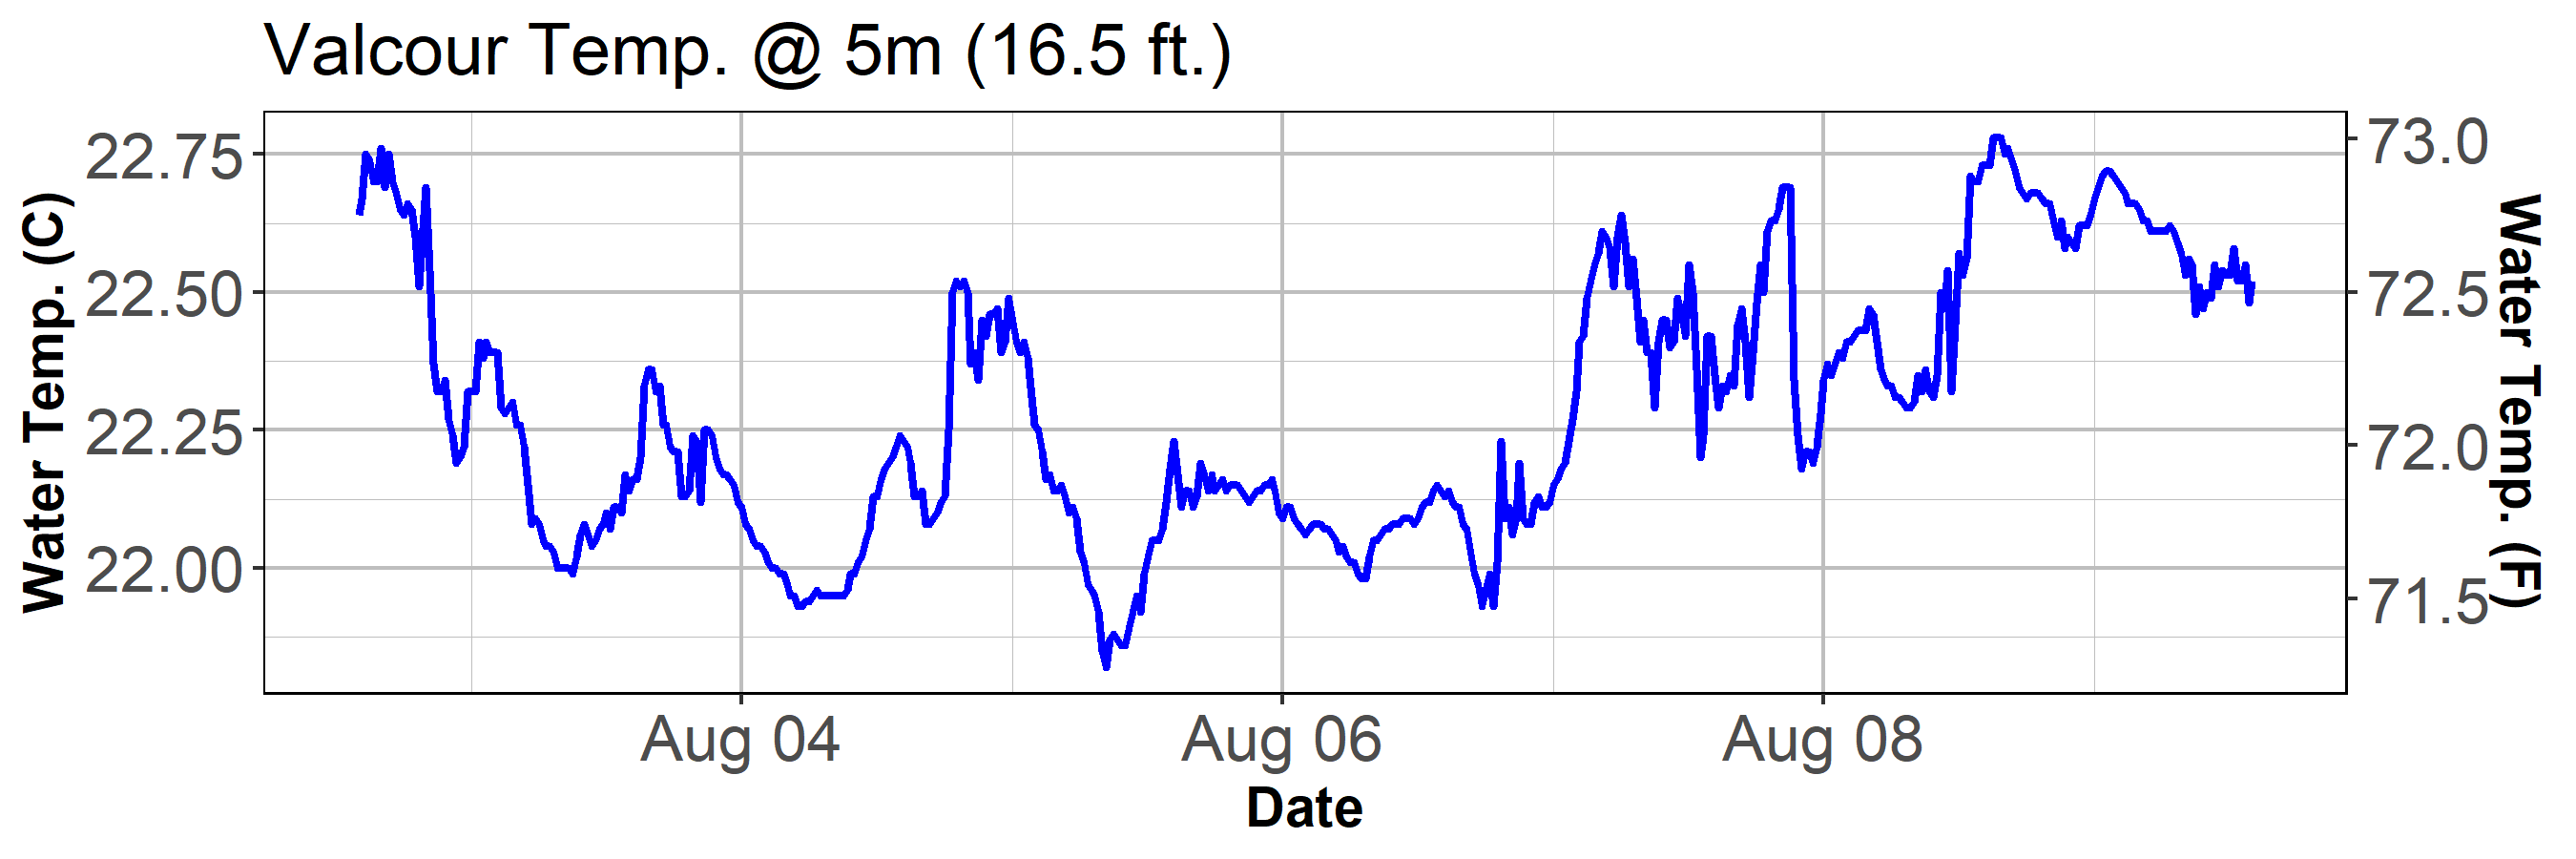 Valcour Temp. @ 5m (16.5 ft.)
Water Temp. (C)
22.75
22.50
22.25
22.00
73.0
72.5
72.0
71.5
Water Temp. (F)
Aug 04
Aug 06
Aug 08
Date